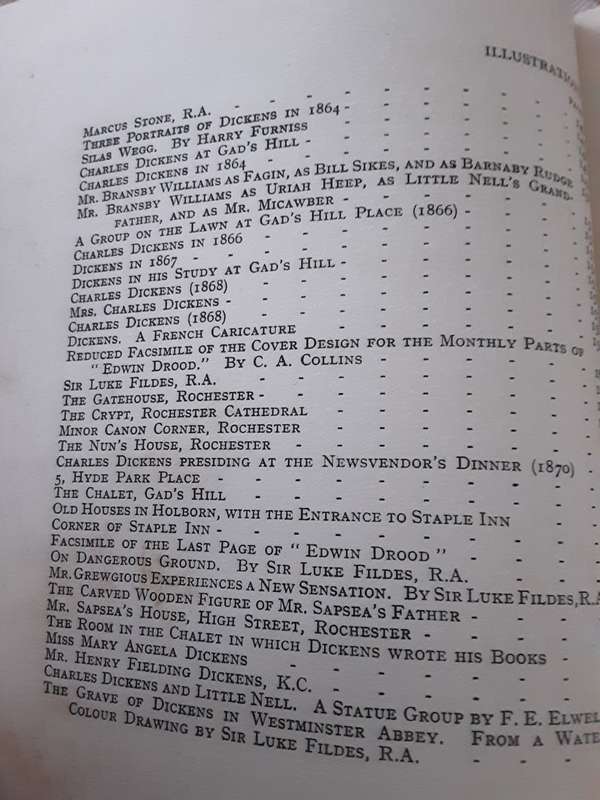 ILLUSTRATION
MARCUS STONE, R.A. - - - - - - - -
THREE PORTRAITS OF DICKENS IN 1864 - - - - - -
SILAS WEGG. BY HARRY FURNISS - - - - - -
CHARLES DICKENS AT GAD'S HILL - - - - - -
CHARLES DICKENS IN 1864 - - - - - - -
MR. BRANSBY WILLIAMS AS FAGIN, AS BILL SIKES, AND AS BARNABY RUDGE
MR. BRANSBY WILLIAMS AS URIAH HEEP, AS LITTLE NELL'S GRAND-
FATHER, AND AS MR. MICAWBER - - - - - -
A GROUP ON THE LAWN AT GAD'S HILL PLACE (1866) - - - -
CHARLES DICKENS IN 1866 - - - - - - - -
DICKENS IN 1867 - - - - - - - - -
DICKENS IN HIS STUDY AT GAD'S HILL - - - - - -
CHARLES DICKENS (1868) - - - - - - - -
MRS. CHARLES DICKENS - - - - - - - -
CHARLES DICKENS (1868) - - - - - - - -
DICKENS. A FRENCH CARICATURE - - - - - - -
REDUCED FACSIMILE OF THE COVER DESIGN FOR THE MONTHLY PARTS OF
"EDWIN DROOD." BY C. A. COLLINS - - - - -
SIR LUKE FILDES, R.A. - - - - - - - -
THE GATEHOUSE, ROCHESTER - - - - - - - -
THE CRYPT, ROCHESTER CATHEDRAL - - - - - -
MINOR CANON CORNER, ROCHESTER - - - - - -
THE NUN'S HOUSE, ROCHESTER - - - - - - -
CHARLES DICKENS PRESIDING AT THE NEWSVENDOR'S DINNER (1870) -
5, HYDE PARK PLACE - - - - - - - - -
THE CHALET, GAD'S HILL - - - - - - - -
OLD HOUSES IN HOLBORN, WITH THE ENTRANCE TO STAPLE INN - -
CORNER OF STAPLE INN - - - - - - - - -
FACSIMILE OF THE LAST PAGE OF "EDWIN DROOD" - - - -
ON DANGEROUS GROUND. BY SIR LUKE FILDES, R.A. - - -
MR. GREWGIOUS EXPERIENCES A NEW SENSATION. BY SIR LUKE FILDES, R.A.
THE CARVED WOODEN FIGURE OF MR. SAPSEA'S FATHER - - - -
MR. SAPSEA'S HOUSE, HIGH STREET, ROCHESTER - - - - -
THE ROOM IN THE CHALET IN WHICH DICKENS WROTE HIS BOOKS -
MISS MARY ANGELA DICKENS - - - - - - -
MR. HENRY FIELDING DICKENS, K.C. - - - - - -
CHARLES DICKENS AND LITTLE NELL. A STATUE GROUP BY F. E. ELWELL
THE GRAVE OF DICKENS IN WESTMINSTER ABBEY. FROM A WATE
COLOUR DRAWING BY SIR LUKE FILDES, R.A. - - -